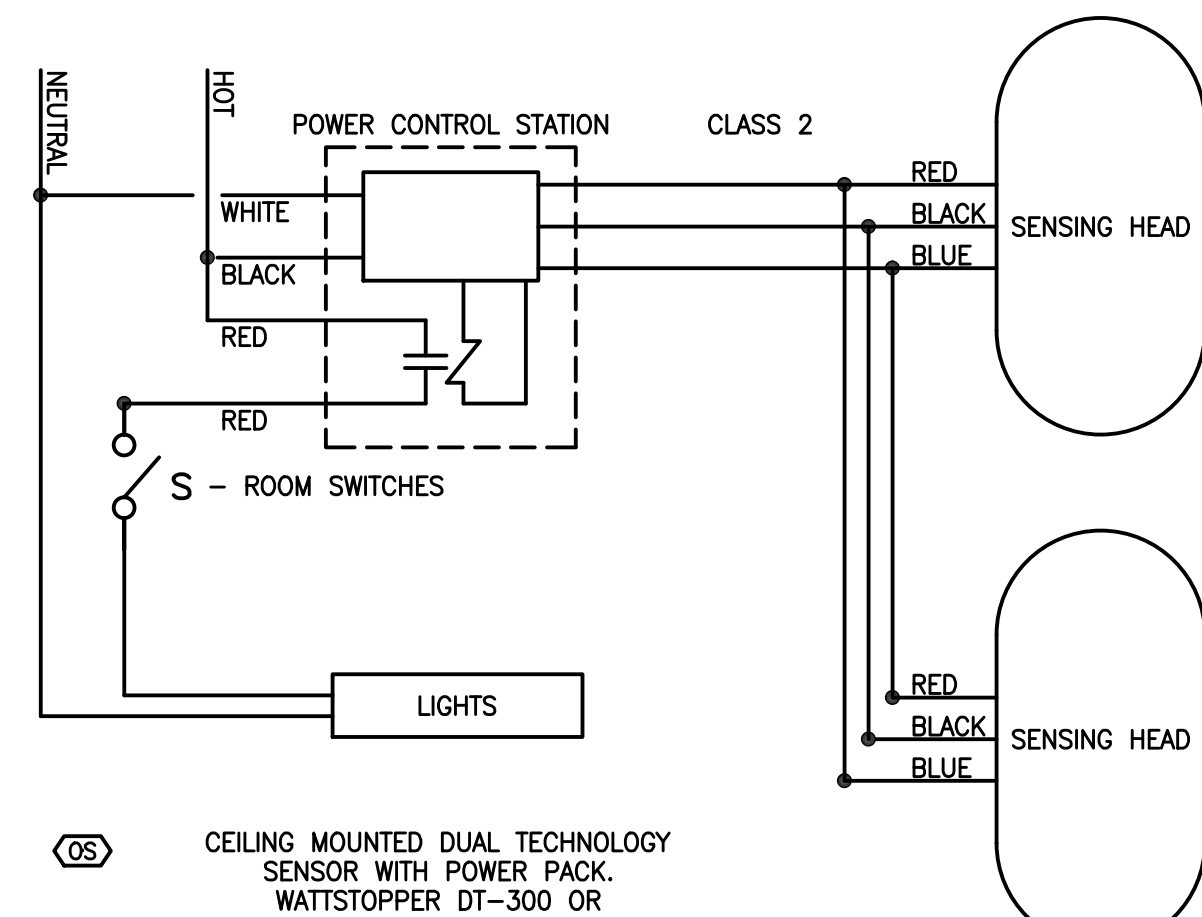 NEUTRAL
HOT
POWER CONTROL STATION
CLASS 2
WHITE
BLACK
RED
RED
S - ROOM SWITCHES
LIGHTS
RED
BLACK
BLUE
SENSING HEAD
RED
BLACK
BLUE
SENSING HEAD
OS
CEILING MOUNTED DUAL TECHNOLOGY
SENSOR WITH POWER PACK.
WATTSTOPPER DT-300 OR